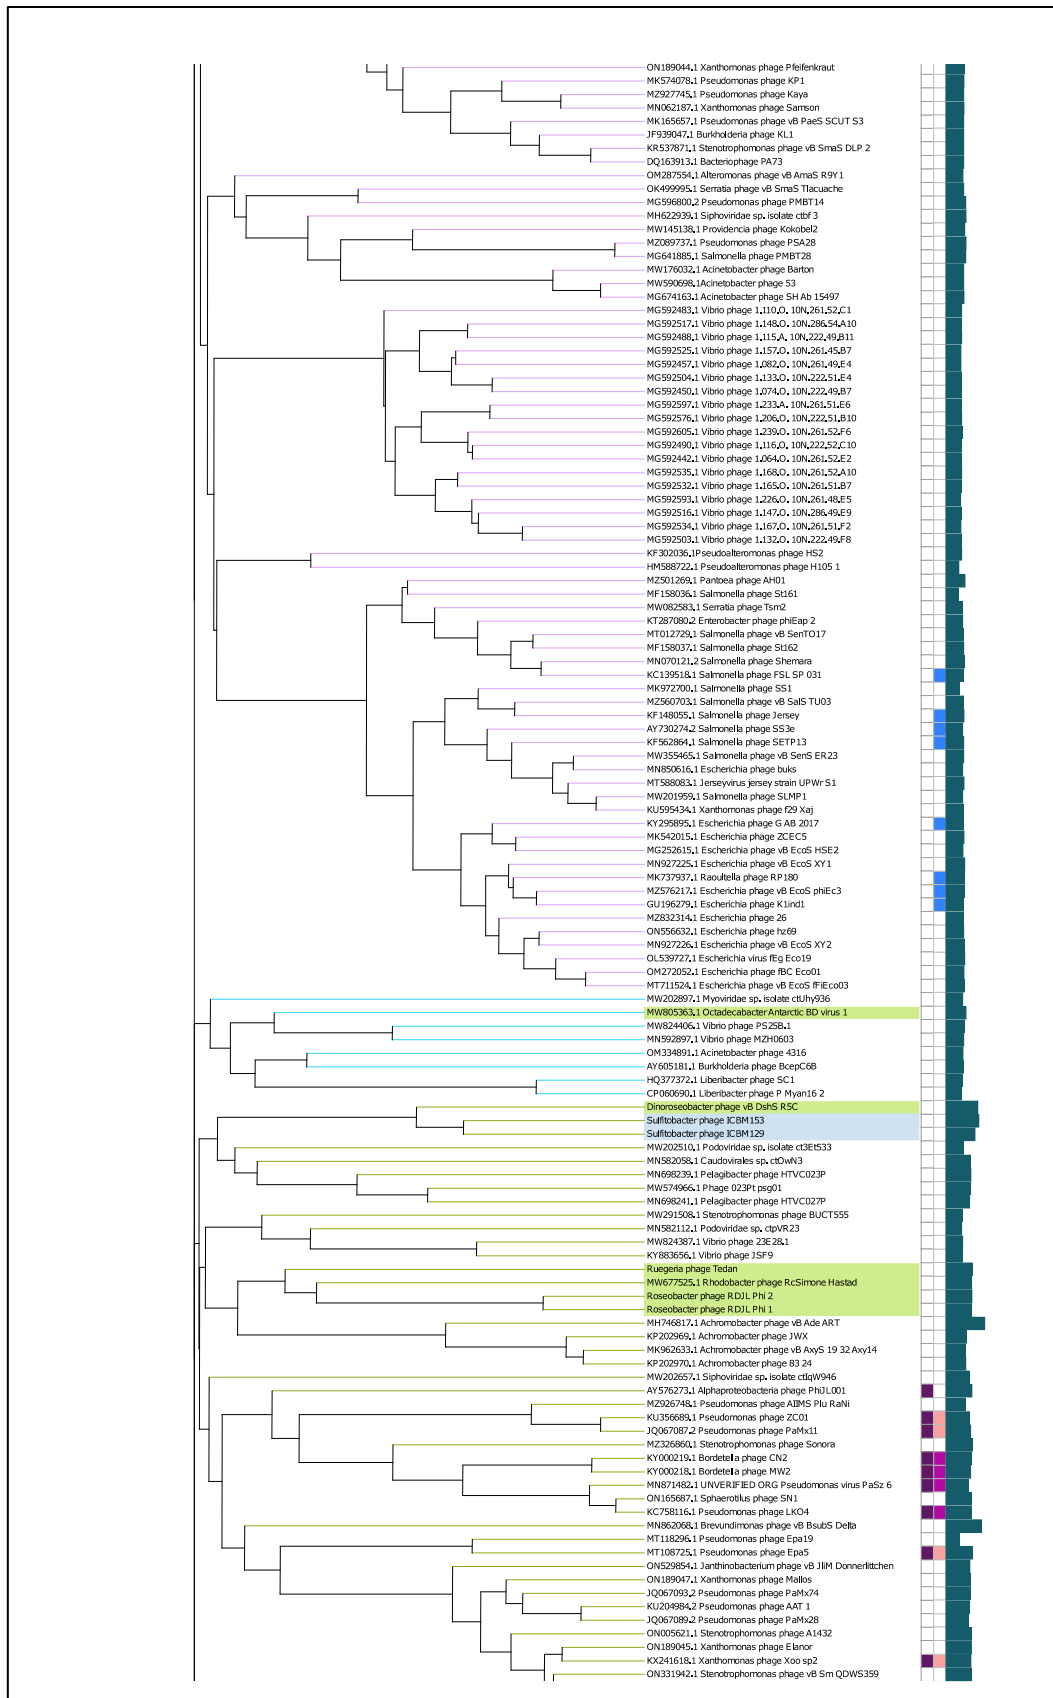 ON189044.1 Xanthomonas phage Pfeifenkraut
MK574078.1 Pseudomonas phage KP1
MZ927745.1 Pseudomonas phage Kaya
MN062187.1 Xanthomonas phage Samson
MK165657.1 Pseudomonas phage vB PaeS SCUT S3
JF939047.1 Burkholderia phage KL1
KR537871.1 Stenotrophomonas phage vB SmaS DLP 2
DQ163913.1 Bacteriophage PA73
OM287554.1 Alteromonas phage vB AmaS R9Y1
OK499995.1 Serratia phage vB SmaS Tlacuache
MG596800.2 Pseudomonas phage PMBT14
MH622939.1 Siphoviridae sp. isolate ctbf 3
MW145138.1 Providencia phage Kokobel2
MZ089737.1 Pseudomonas phage PSA28
MG641885.1 Salmonella phage PMBT28
MW176032.1 Acinetobacter phage Barton
MW590698.1Acinetobacter phage 53
MG674163.1 Acinetobacter phage SH Ab 15497
MG592483.1 Vibrio phage 1.110.O. 10N.261.52.C1
MG592517.1 Vibrio phage 1.148.O. 10N.286.54.A10
MG592488.1 Vibrio phage 1.115.A. 10N.222.49.B11
MG592525.1 Vibrio phage 1.157.O. 10N.261.45.B7
MG592457.1 Vibrio phage 1.082.O. 10N.261.49.E4
MG592504.1 Vibrio phage 1.133.O. 10N.222.51.E4
MG592450.1 Vibrio phage 1.074.O. 10N.222.49.B7
MG592597.1 Vibrio phage 1.233.A. 10N.261.51.E6
MG592576.1 Vibrio phage 1.206.O. 10N.222.51.B10
MG592605.1 Vibrio phage 1.239.O. 10N.261.52.F6
MG592490.1 Vibrio phage 1.116.O. 10N.222.52.C10
MG592442.1 Vibrio phage 1.064.O. 10N.261.52.E2
MG592535.1 Vibrio phage 1.168.O. 10N.261.52.A10
MG592532.1 Vibrio phage 1.165.O. 10N.261.51.B7
MG592593.1 Vibrio phage 1.226.O. 10N.261.48.E5
MG592516.1 Vibrio phage 1.147.O. 10N.286.49.E9
MG592534.1 Vibrio phage 1.167.O. 10N.261.51.F2
MG592503.1 Vibrio phage 1.132.O. 10N.222.49.F8
KF302036.1Pseudoalteromonas phage HS2
HM588722.1 Pseudoalteromonas phage H105 1
MZ501269.1 Pantoea phage AH01
MF158036.1 Salmonella phage St161
MW082583.1 Serratia phage Tsm2
KT287080.2 Enterobacter phage phiEap 2
MT012729.1 Salmonella phage vB SenTO17
MF158037.1 Salmonella phage St162
MN070121.2 Salmonella phage Shemara
KC139518.1 Salmonella phage FSL SP 031
MK972700.1 Salmonella phage SS1
MZ560703.1 Salmonella phage vB SalS TU03
KF148055.1 Salmonella phage Jersey
AY730274.2 Salmonella phage SS3e
KF562864.1 Salmonella phage SETP13
MW355465.1 Salmonella phage vB SenS ER23
MN850616.1 Escherichia phage buks
MT588083.1 Jerseyvirus jersey strain UPWr S1
MW201959.1 Salmonella phage SLMP1
KU595434.1 Xanthomonas phage f29 Xaj
KY295895.1 Escherichia phage G AB 2017
MK542015.1 Escherichia phage ZCEC5
MG252615.1 Escherichia phage vB EcoS HSE2
MN927225.1 Escherichia phage vB EcoS XY1
MK737937.1 Raoultella phage RP180
MZ576217.1 Escherichia phage vB EcoS phiEc3
GU196279.1 Escherichia phage K1ind1
MZ832314.1 Escherichia phage 26
ON556632.1 Escherichia phage hz69
MN927226.1 Escherichia phage vB EcoS XY2
OL539727.1 Escherichia virus fEg Eco19
OM272052.1 Escherichia phage fBC Eco01
MT711524.1 Escherichia phage vB EcoS fFiEco03
MW202897.1 Myoviridae sp. isolate ctUhy936
MW805363.1 Octadecabacter Antarctic BD virus 1
MW824406.1 Vibrio phage PS25B.1
MN592897.1 Vibrio phage MZH0603
OM334891.1 Acinetobacter phage 4316
AY605181.1 Burkholderia phage BcepC6B
HQ377372.1 Liberibacter phage SC1
CP060690.1 Liberibacter phage P Myan16 2
Dinoroseobacter phage vB DshS R5C
Sulfitobacter phage ICBM153
Sulfitobacter phage ICBM129
MW202510.1 Podoviridae sp. isolate ct3Et533
MN582058.1 Caudovirales sp. ctOwN3
MN698239.1 Pelagibacter phage HTVC023P
MW574966.1 Phage 023Pt psg01
MN698241.1 Pelagibacter phage HTVC027P
MW291508.1 Stenotrophomonas phage BUCT555
MN582112.1 Podoviridae sp. ctpVR23
MW824387.1 Vibrio phage 23E28.1
KY883656.1 Vibrio phage JSF9
Ruegeria phage Tedan
MW677525.1 Rhodobacter phage RcSimone Hastad
Roseobacter phage RDJL Phi 2
Roseobacter phage RDJL Phi 1
MH746817.1 Achromobacter phage vB Ade ART
KP202969.1 Achromobacter phage JWX
MK962633.1 Achromobacter phage vB AxyS 19 32 Axy14
KP202970.1 Achromobacter phage 83 24
MW202657.1 Siphoviridae sp. isolate ctIqW946
AY576273.1 Alphaproteobacteria phage PhiJL001
MZ926748.1 Pseudomonas phage AIIMS Plu RaNi
KU356689.1 Pseudomonas phage ZC01
JQ067087.2 Pseudomonas phage PaMx11
MZ326860.1 Stenotrophomonas phage Sonora
KY000219.1 Bordetella phage CN2
KY000218.1 Bordetella phage MW2
MN871482.1 UNVERIFIED ORG Pseudomonas virus PaSz 6
ON165687.1 Sphaerotilus phage SN1
KC758116.1 Pseudomonas phage LKO4
MN862068.1 Brevundimonas phage vB BsubS Delta
MT118296.1 Pseudomonas phage Epa19
MT108725.1 Pseudomonas phage Epa5
ON529854.1 Janthinobacterium phage vB JliM Donnerlittchen
ON189047.1 Xanthomonas phage Mallos
JQ067093.2 Pseudomonas phage PaMx74
KU204984.2 Pseudomonas phage AAT 1
JQ067089.2 Pseudomonas phage PaMx28
ON005621.1 Stenotrophomonas phage A1432
ON189045.1 Xanthomonas phage Elanor
KX241618.1 Xanthomonas phage Xoo sp2
ON331942.1 Stenotrophomonas phage vB Sm QDWS359